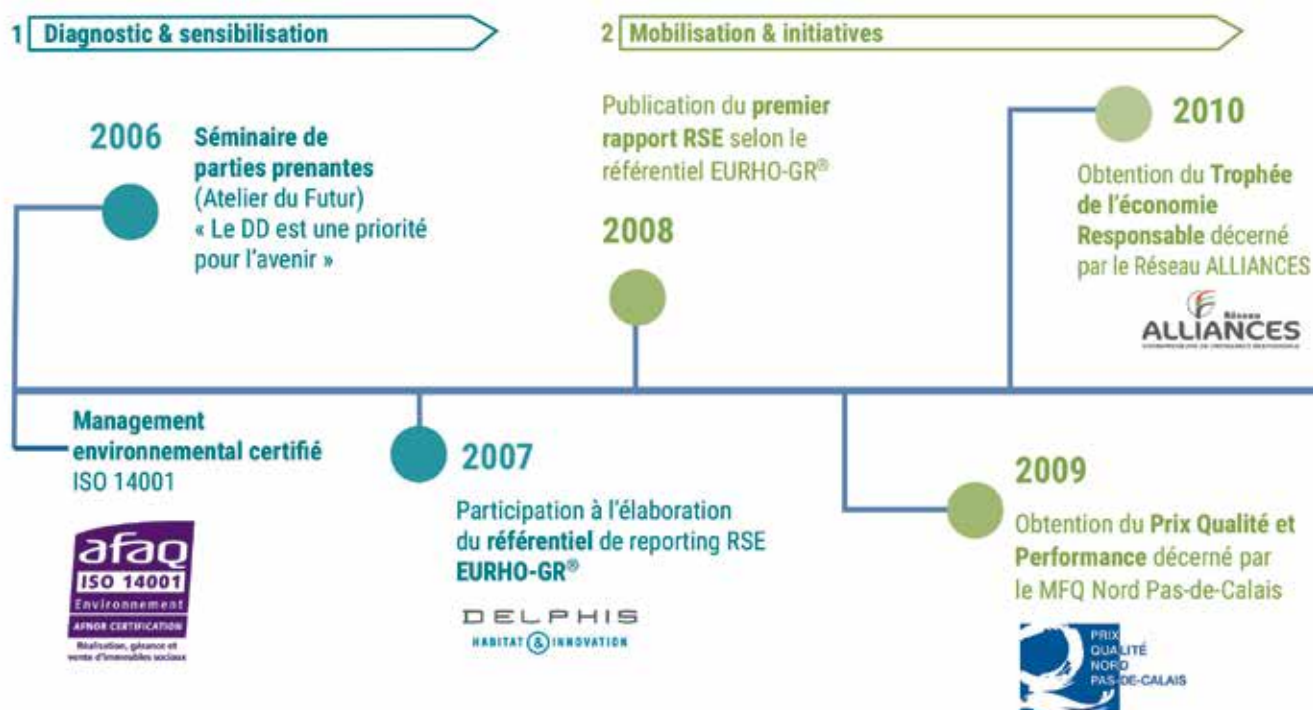 1 Diagnostic & sensibilisation
2 Mobilisation & initiatives
2006
Séminaire de
parties prenantes
(Atelier du Futur)
« Le DD est une priorité
pour l'avenir »
Publication du premier
rapport RSE selon le
référentiel EURHO-GR®
2008
2010
Obtention du Trophée
de l'économie
Responsable décerné
par le Réseau ALLIANCES
Réseau
ALLIANCES
Management
environnemental certifié
ISO 14001
afaq
ISO 14001
Environnement
AFNOR CERTIFICATION
Réalisation, gérance et
vente d'immeubles sociaux
2007
Participation à l'élaboration
du référentiel de reporting RSE
EURHO-GR®
DELPHIS
HABITAT & INNOVATION
2009
Obtention du Prix Qualité et
Performance décerné par
le MFQ Nord Pas-de-Calais
PRIX
QUALITÉ
NORD
PAS-DE-CALAIS